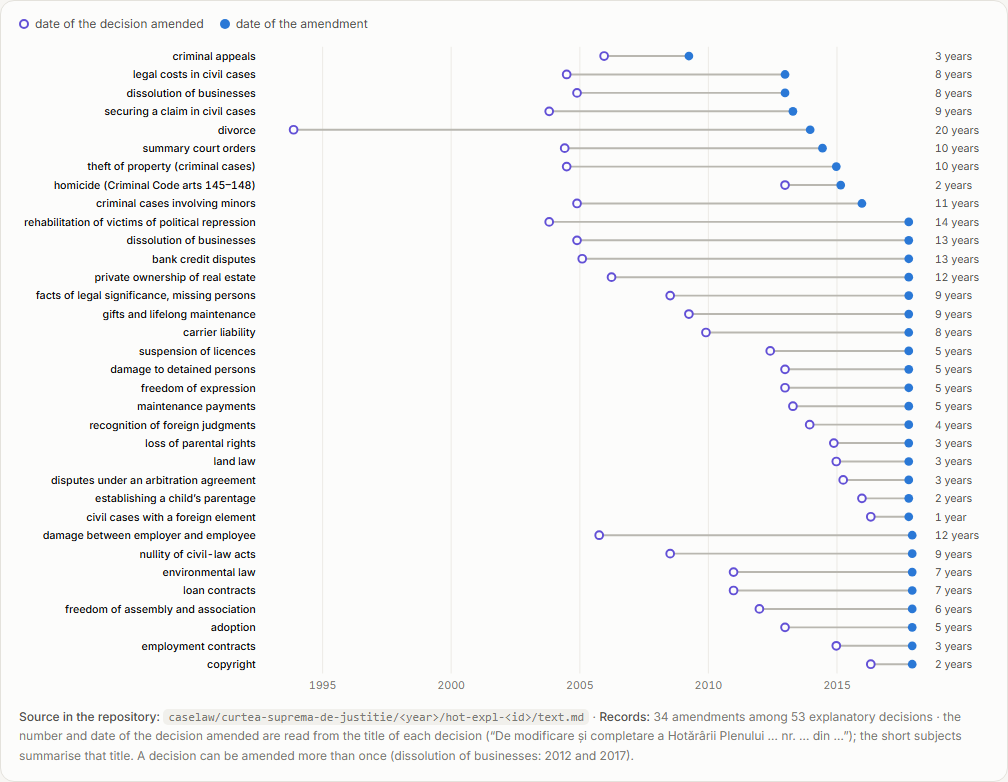 date of the decision amended date of the amendment
criminal appeals 3 years
legal costs in civil cases 8 years
dissolution of businesses 8 years
securing a claim in civil cases 9 years
divorce 20 years
summary court orders 10 years
theft of property (criminal cases) 10 years
homicide (Criminal Code arts 145–148) 2 years
criminal cases involving minors 11 years
rehabilitation of victims of political repression 14 years
dissolution of businesses 13 years
bank credit disputes 13 years
private ownership of real estate 12 years
facts of legal significance, missing persons 9 years
gifts and lifelong maintenance 9 years
carrier liability 8 years
suspension of licences 5 years
damage to detained persons 5 years
freedom of expression 5 years
maintenance payments 5 years
recognition of foreign judgments 4 years
loss of parental rights 3 years
land law 3 years
disputes under an arbitration agreement 3 years
establishing a child’s parentage 2 years
civil cases with a foreign element 1 year
damage between employer and employee 12 years
nullity of civil-law acts 9 years
environmental law 7 years
loan contracts 7 years
freedom of assembly and association 6 years
adoption 5 years
employment contracts 3 years
copyright 2 years
1995 2000 2005 2010 2015
Source in the repository: caselaw/curtea-suprema-de-justitie/<year>/hot-expl-<id>/text.md · Records: 34 amendments among 53 explanatory decisions · the
number and date of the decision amended are read from the title of each decision (“De modificare și completare a Hotărârii Plenului ... nr. ... din ...”); the short subjects
summarise that title. A decision can be amended more than once (dissolution of businesses: 2012 and 2017).